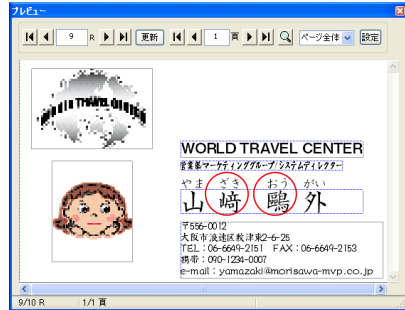 プレビュー
9 R 更新 1 頁 ページ全体 設定
WORLD TRAVEL CENTER
営業部マーケティンググループ/システムディレクター
やま ざき おう がい
山 﨑 鷗 外
〒556-0012
大阪市浪速区敷津東2-6-25
TEL:06-6649-2151 FAX:06-6649-2153
携帯:090-1234-0007
e-mail:yamazaki@morisawa-mvp.co.jp
9/10 R 1/1 頁